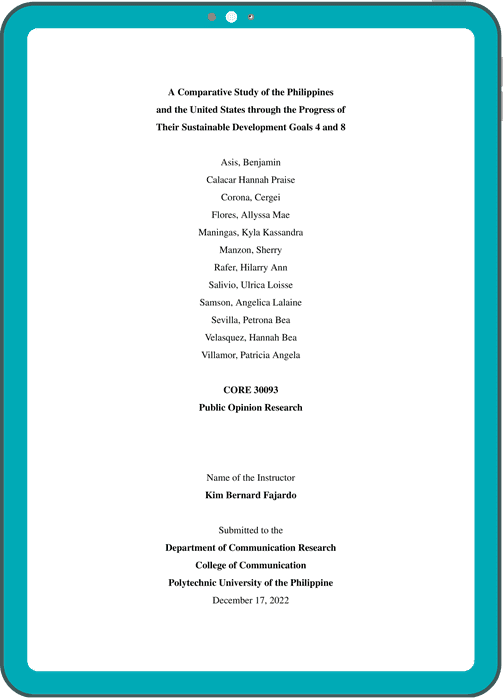 A Comparative Study of the Philippines
and the United States through the Progress of
Their Sustainable Development Goals 4 and 8
Asis, Benjamin
Calacar Hannah Praise
Corona, Cergei
Flores, Allyssa Mae
Maningas, Kyla Kassandra
Manzon, Sherry
Rafer, Hilarry Ann
Salivio, Ulrica Loisse
Samson, Angelica Lalaine
Sevilla, Petrona Bea
Velasquez, Hannah Bea
Villamor, Patricia Angela
CORE 30093
Public Opinion Research
Name of the Instructor
Kim Bernard Fajardo
Submitted to the
Department of Communication Research
College of Communication
Polytechnic University of the Philippine
December 17, 2022